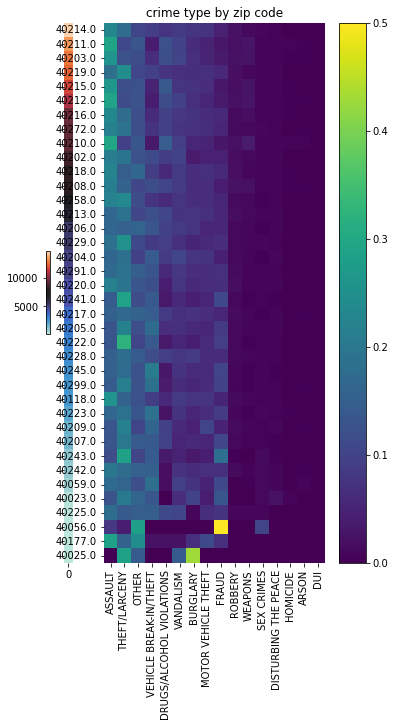 crime type by zip code
40214.0
40211.0
40203.0
40219.0
40215.0
40212.0
40216.0
40272.0
40210.0
40202.0
40218.0
40208.0
40258.0
40213.0
40206.0
40229.0
40204.0
40291.0
40220.0
40241.0
40217.0
40205.0
40222.0
40228.0
40245.0
40299.0
40118.0
40223.0
40209.0
40207.0
40243.0
40242.0
40059.0
40023.0
40225.0
40056.0
40177.0
40025.0
10000
5000
0
ASSAULT
THEFT/LARCENY
OTHER
VEHICLE BREAK-IN/THEFT
DRUGS/ALCOHOL VIOLATIONS
VANDALISM
BURGLARY
MOTOR VEHICLE THEFT
FRAUD
ROBBERY
WEAPONS
SEX CRIMES
DISTURBING THE PEACE
HOMICIDE
ARSON
DUI
0.5
0.4
0.3
0.2
0.1
0.0